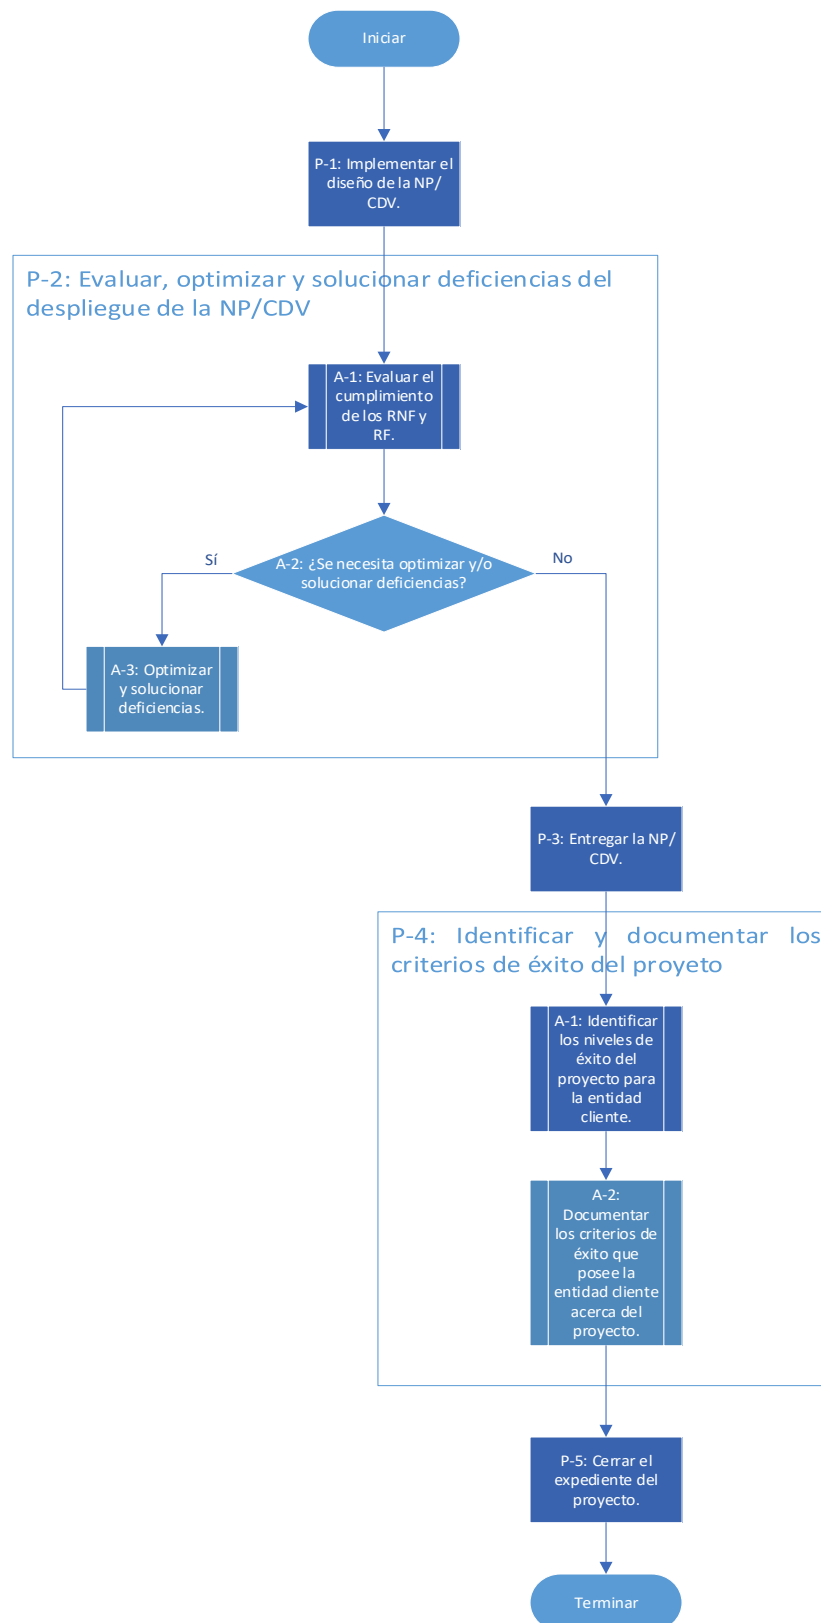 Iniciar
P-1: Implementar el
diseño de la NP/
CDV.
P-2: Evaluar, optimizar y solucionar deficiencias del
despliegue de la NP/CDV
A-1: Evaluar el
cumplimiento
de los RNF y
RF.
A-2: ¿Se necesita optimizar y/o
solucionar deficiencias?
Sí
No
A-3: Optimizar
y solucionar
deficiencias.
P-3: Entregar la NP/
CDV.
P-4: Identificar y documentar los
criterios de éxito del proyeto
A-1: Identificar
los niveles de
éxito del
proyecto para
la entidad
cliente.
A-2:
Documentar
los criterios de
éxito que
posee la
entidad cliente
acerca del
proyecto.
P-5: Cerrar el
expediente del
proyecto.
Terminar